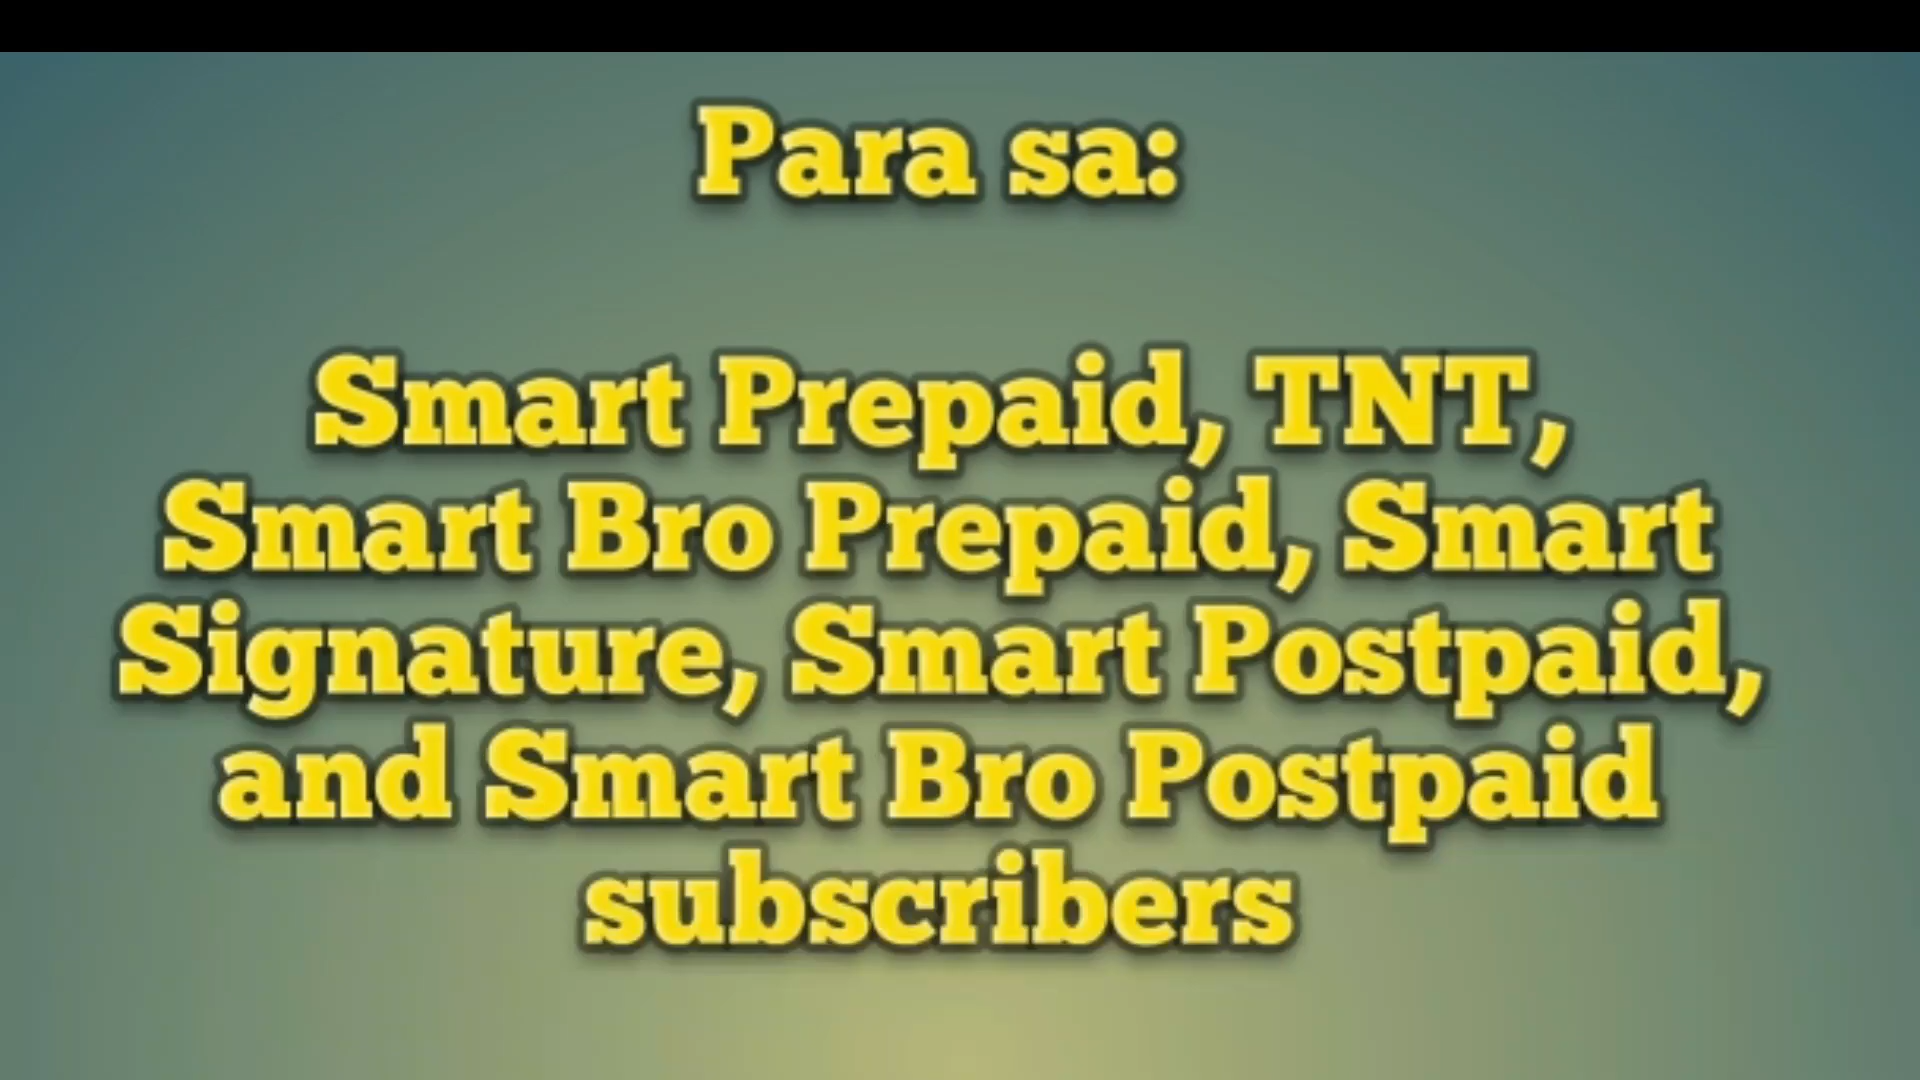 Para sa:
Smart Prepaid, TNT,
Smart Bro Prepaid, Smart
Signature, Smart Postpaid,
and Smart Bro Postpaid
subscribers